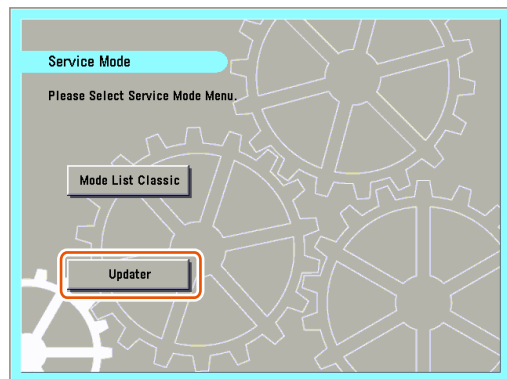 Service Mode
Please Select Service Mode Menu.
Mode List Classic
Updater